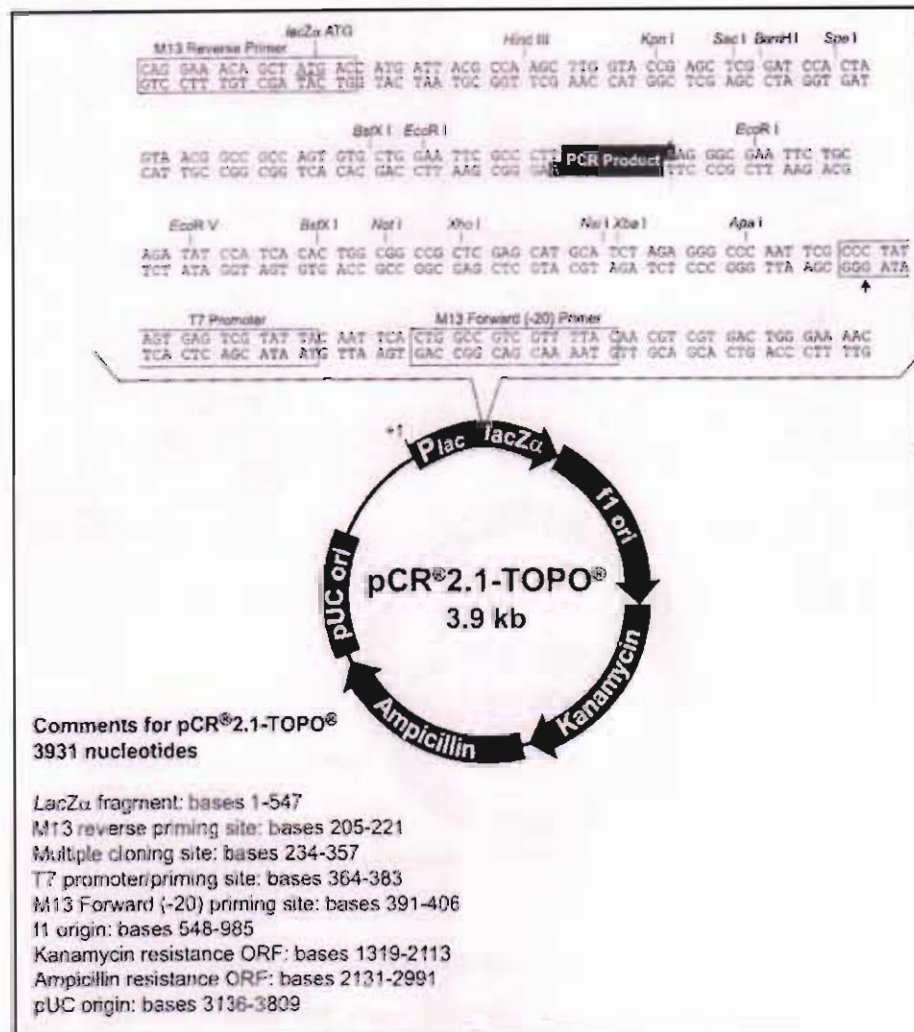 lacZα ATG
M13 Reverse Primer
Hind III Kpn I Sac I BamH I Spe I
CAG GAA ACA GCT ATG ACC ATG ATT ACG CCA AGC TTG GTA CCG AGC TCG GAT CCA CTA
GTC CTT TGT CGA TACTGG TAC TAA TGC GGT TCG AAC CAT GGC TCG AGC CTA GGT GAT
BstX I EcoR I EcoR I
GTA ACG GCC GCC AGT GTG CTG GAA TTC GCC CTT PCR Product AAG GGC GAA TTC TGC
CAT TGC CGG CGG TCA CAC GAC CTT AAG CGG GA TTC CCG CTT AAG ACG
EcoR V BstX I Not I Xho I Nsi I Xba I Apa I
AGA TAT CCA TCA CAC TGG CGG CCG CTC GAG CAT GCA TCT AGA GGG CCC AAT TCG CCC TAT
TCT ATA GGT AGT GTG ACC GCC GGC GAG CTC GTA CGT AGA TCT CCC GGG TTA AGC GGG ATA
T7 Promoter M13 Forward (-20) Primer
AGT GAG TCG TAT TAC AAT TCA CTG GCC GTC GTT TTA CAA CGT CGT GAC TGG GAA AAC
TCA CTC AGC ATA ATG TTA AGT GAC CGG CAG CAA AAT GTT GCA GCA CTG ACC CTT TTG
+1
Plac lacZα
f1 ori
pUC ori
pCR®2.1-TOPO®
3.9 kb
Kanamycin
Ampicillin
Comments for pCR®2.1-TOPO®
3931 nucleotides
LacZα fragment: bases 1-547
M13 reverse priming site: bases 205-221
Multiple cloning site: bases 234-357
T7 promoter/priming site: bases 364-383
M13 Forward (-20) priming site: bases 391-406
f1 origin: bases 548-985
Kanamycin resistance ORF: bases 1319-2113
Ampicillin resistance ORF: bases 2131-2991
pUC origin: bases 3136-3809